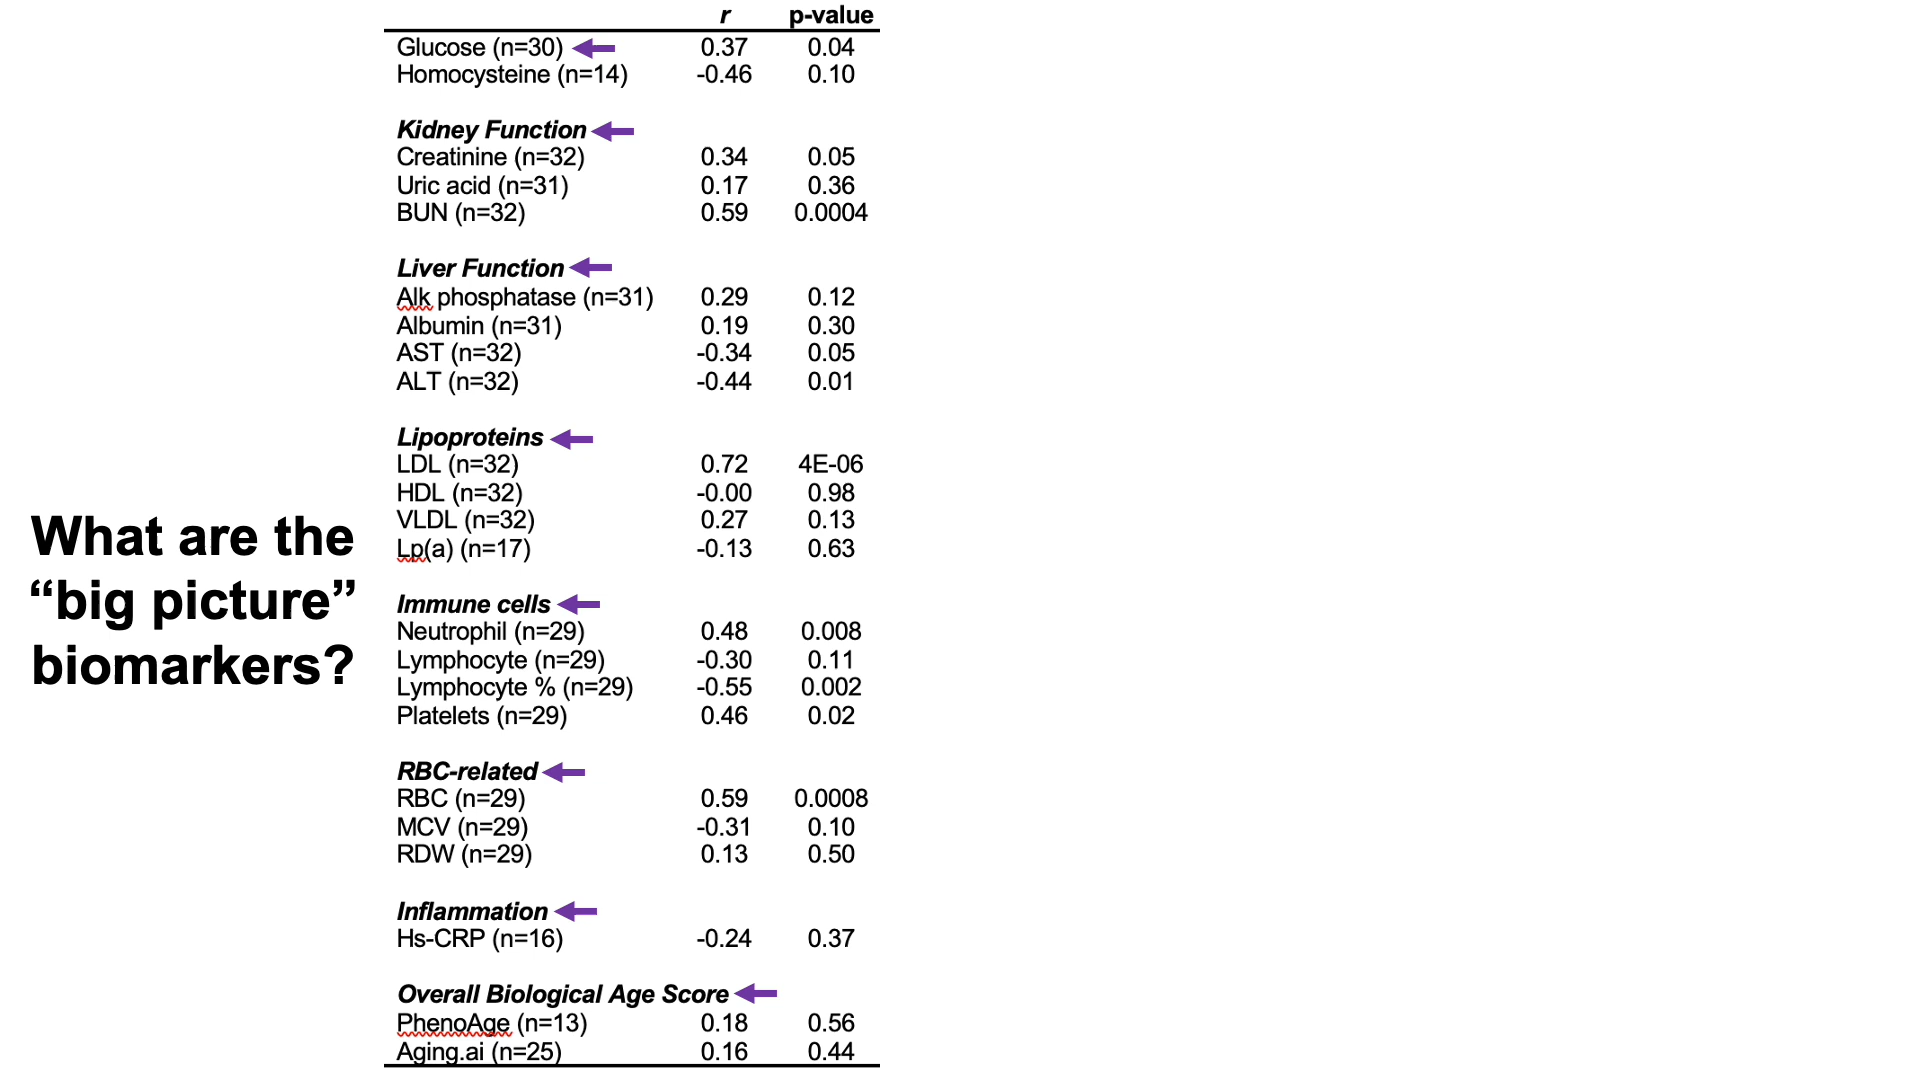 r p-value
Glucose (n=30) 0.37 0.04
Homocysteine (n=14) -0.46 0.10
Kidney Function
Creatinine (n=32) 0.34 0.05
Uric acid (n=31) 0.17 0.36
BUN (n=32) 0.59 0.0004
Liver Function
Alk phosphatase (n=31) 0.29 0.12
Albumin (n=31) 0.19 0.30
AST (n=32) -0.34 0.05
ALT (n=32) -0.44 0.01
Lipoproteins
LDL (n=32) 0.72 4E-06
HDL (n=32) -0.00 0.98
VLDL (n=32) 0.27 0.13
Lp(a) (n=17) -0.13 0.63
Immune cells
Neutrophil (n=29) 0.48 0.008
Lymphocyte (n=29) -0.30 0.11
Lymphocyte % (n=29) -0.55 0.002
Platelets (n=29) 0.46 0.02
RBC-related
RBC (n=29) 0.59 0.0008
MCV (n=29) -0.31 0.10
RDW (n=29) 0.13 0.50
Inflammation
Hs-CRP (n=16) -0.24 0.37
Overall Biological Age Score
PhenoAge (n=13) 0.18 0.56
Aging.ai (n=25) 0.16 0.44
What are the
“big picture”
biomarkers?